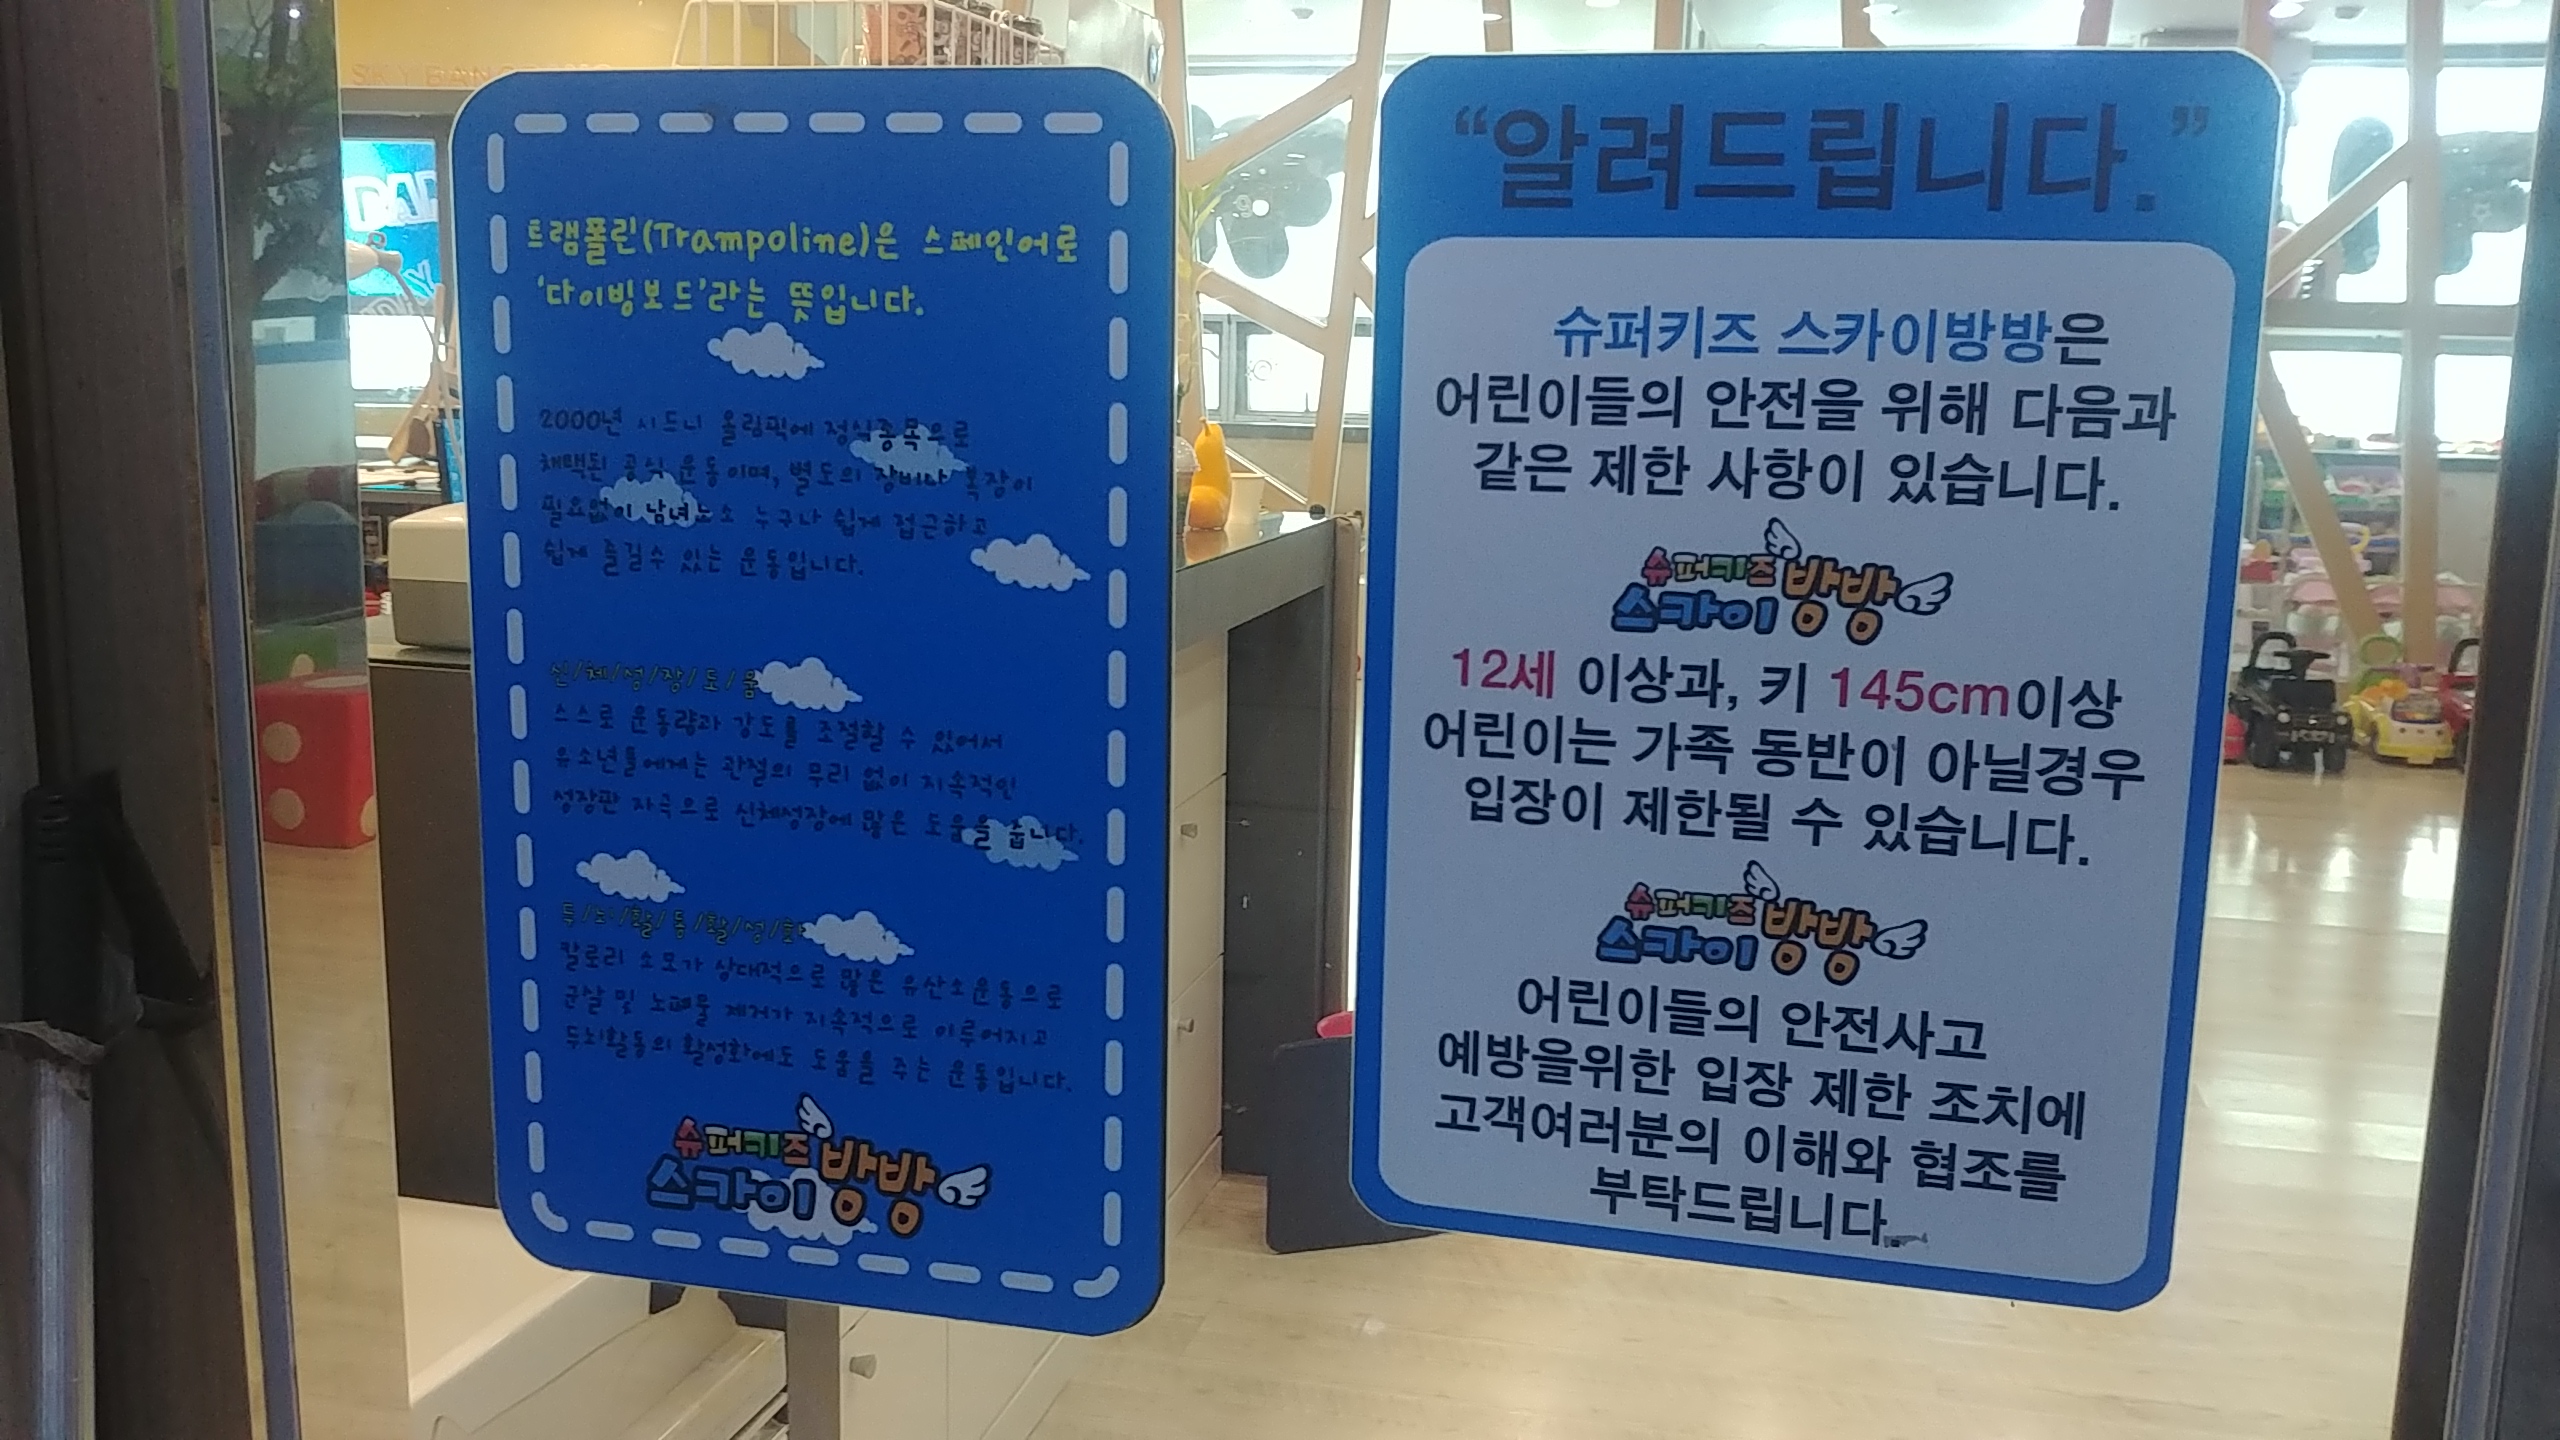 SKY BANG BANG
DAD
트램폴린(Trampoline)은 스페인어로
'다이빙보드'라는 뜻입니다.
2000년 시드니 올림픽에 정식종목으로
채택된 공식 운동이며, 별도의 장비나 복장이
필요없이 남녀노소 누구나 쉽게 접근하고
쉽게 즐길수 있는 운동입니다.
신/체/성/장/도/움
스스로 운동량과 강도를 조절할 수 있어서
유소년들에게는 관절의 무리 없이 지속적인
성장판 자극으로 신체성장에 많은 도움을 줍니다.
두/뇌/활/동/활/성/화
칼로리 소모가 상대적으로 많은 유산소운동으로
군살 및 노폐물 제거가 지속적으로 이루어지고
두뇌활동의 활성화에도 도움을 주는 운동입니다.
슈퍼키즈
스카이 방방
“알려드립니다.”
슈퍼키즈 스카이방방은
어린이들의 안전을 위해 다음과
같은 제한 사항이 있습니다.
슈퍼키즈
스카이 방방
12세 이상과, 키 145cm이상
어린이는 가족 동반이 아닐경우
입장이 제한될 수 있습니다.
슈퍼키즈
스카이 방방
어린이들의 안전사고
예방을위한 입장 제한 조치에
고객여러분의 이해와 협조를
부탁드립니다.